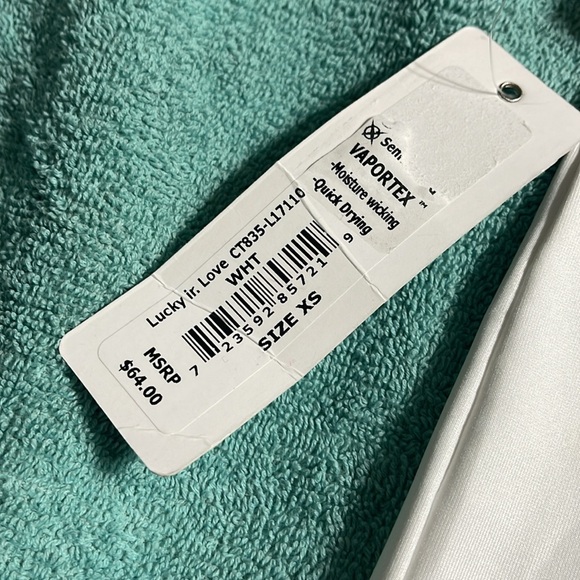 VAPORTEX™
-Moisture wicking
-Quick Drying
Lucky ir. Love CT835-L17110
WHT
7 23592 85721 9
SIZE XS
MSRP
$64.00